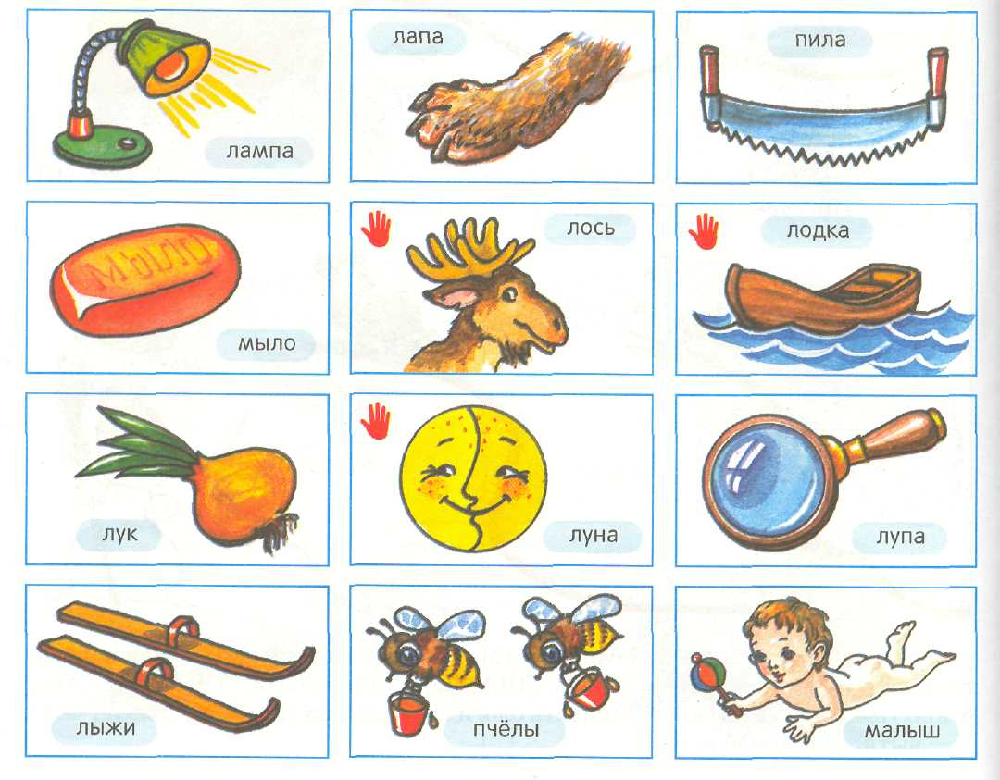 лампа
лапа
пила
мыло
мыло
лось
лодка
лук
луна
лупа
лыжи
пчёлы
малыш